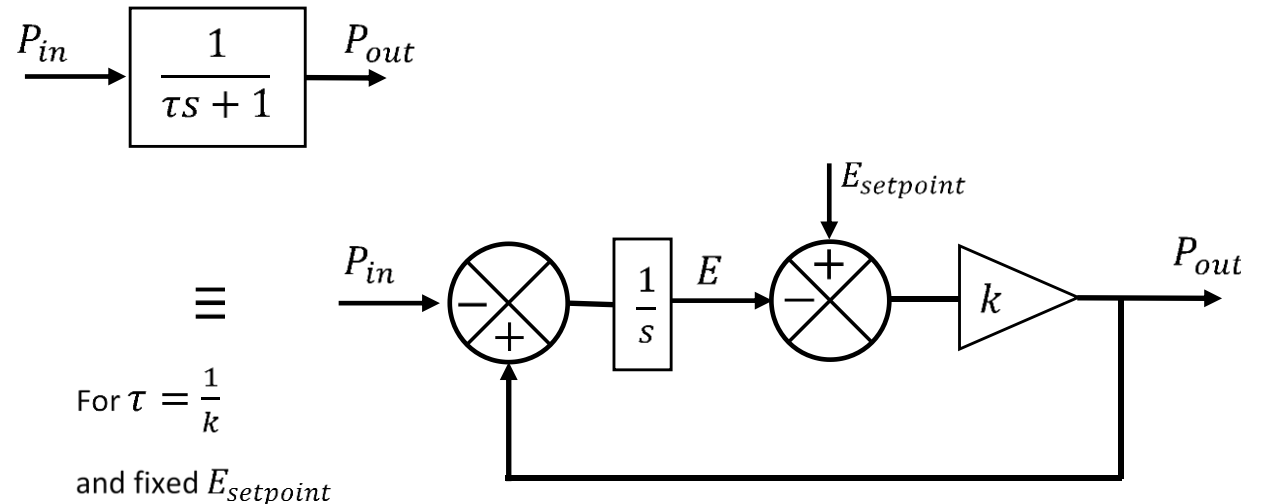 P_in
1
τs + 1
P_out
E_setpoint
P_in
−
+
1
s
E
+
−
k
P_out
≡
For τ = 1/k
and fixed E_setpoint